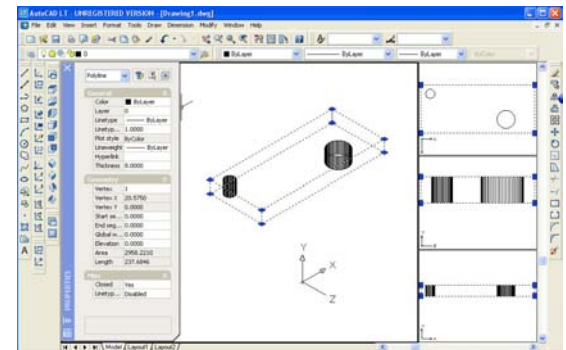 AutoCAD LT - UNREGISTERED VERSION - [Drawing1.dwg]
File Edit View Insert Format Tools Draw Dimension Modify Window Help
0
ByLayer
ByLayer
ByLayer
ByColor
Polyline
General
Color ByLayer
Layer 0
Linetype ByLayer
Linetyp... 1.0000
Plot style ByColor
Lineweight ByLayer
Hyperlink
Thickness 8.0000
Geometry
Vertex 1
Vertex X 20.5750
Vertex Y 0.0000
Start se... 0.0000
End seg... 0.0000
Global w... 0.0000
Elevation 0.0000
Area 2958.2210
Length 237.6846
Misc
Closed Yes
Linetyp... Disabled
PROPERTIES
Y
X
Z
Model Layout1 Layout2